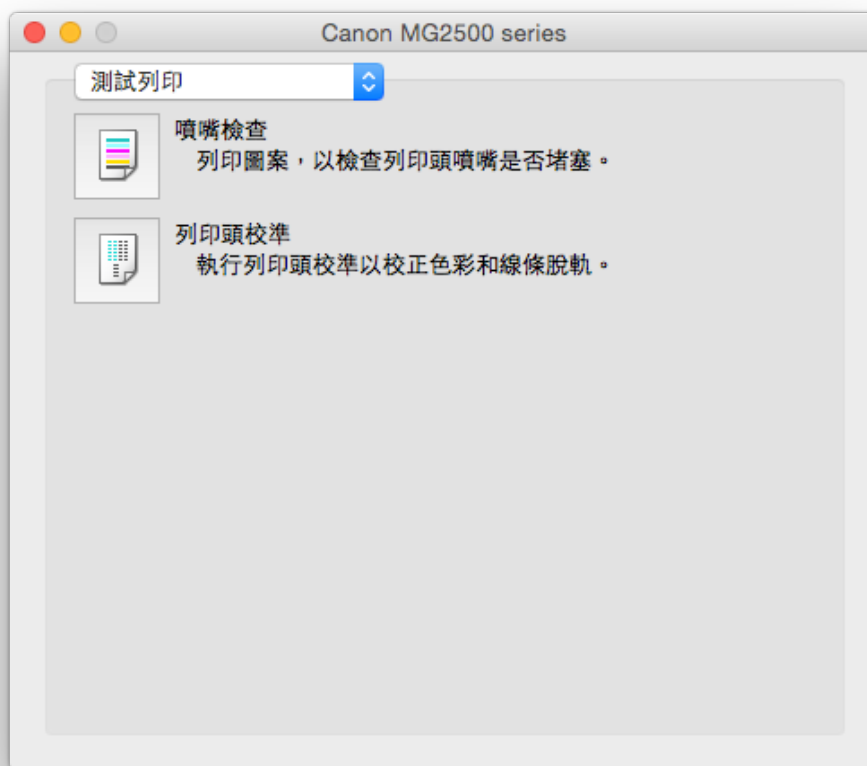 Canon MG2500 series
測試列印
噴嘴檢查
列印圖案，以檢查列印頭噴嘴是否堵塞。
列印頭校準
執行列印頭校準以校正色彩和線條脫軌。